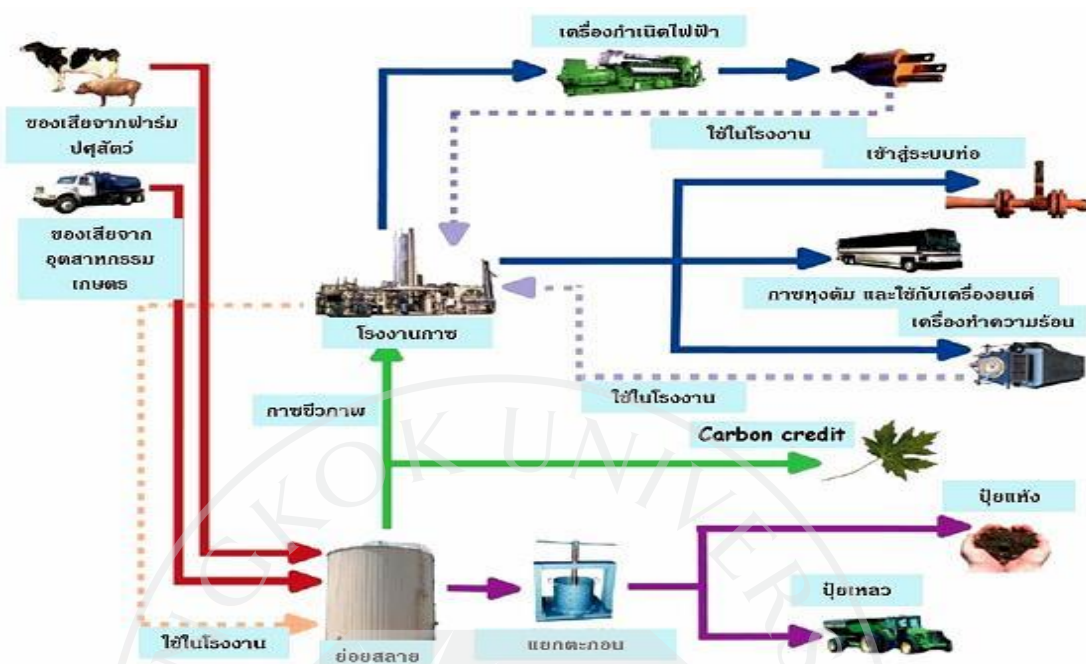 เครื่องกำเนิดไฟฟ้า
ของเสียจากฟาร์ม
ปศุสัตว์
ใช้ในโรงงาน
เข้าสู่ระบบท่อ
ของเสียจาก
อุตสาหกรรม
เกษตร
กาซหุงต้ม และใช้กับเครื่องยนต์
เครื่องทำความร้อน
โรงงานกาซ
ใช้ในโรงงาน
กาซชีวภาพ
Carbon credit
ปุ๋ยแห้ง
ปุ๋ยเหลว
ใช้ในโรงงาน
ย่อยสลาย
แยกตะกอน
NGKOK UNIVERS